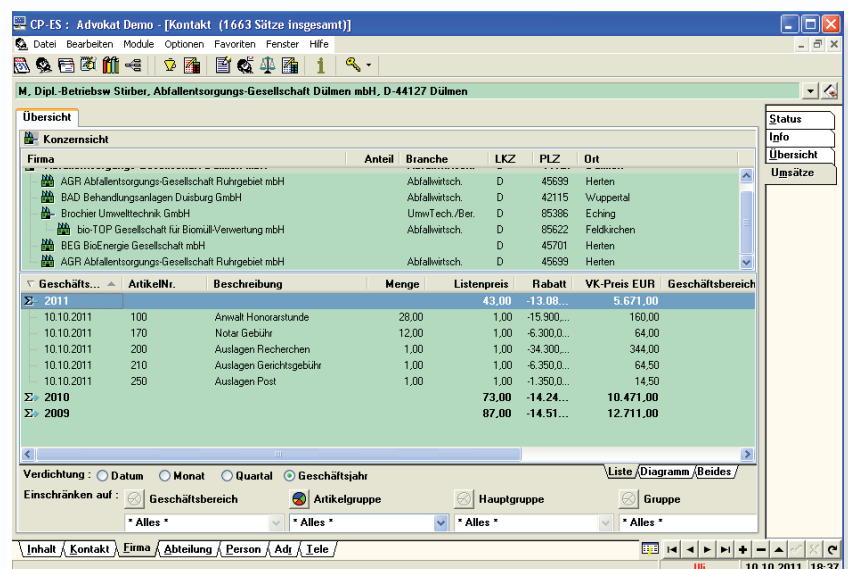 CP-ES : Advokat Demo - [Kontakt (1663 Sätze insgesamt)]
Datei Bearbeiten Module Optionen Favoriten Fenster Hilfe
M, Dipl.-Betriebsw Stirber, Abfallentsorgungs-Gesellschaft Dülmen mbH, D-44127 Dülmen
Übersicht
Konzernsicht
Firma Anteil Branche LKZ PLZ Ort
AGR Abfallentsorgungs-Gesellschaft Ruhrgebiet mbH Abfallwirtsch. D 45699 Herten
BAD Behandlungsanlagen Duisburg GmbH Abfallwirtsch. D 42115 Wuppertal
Brochier Umwelttechnik GmbH UmwTech./Ber. D 85386 Eching
bio-TOP Gesellschaft für Biomüll-Verwertung mbH Abfallwirtsch. D 85622 Feldkirchen
BEG BioEnergie Gesellschaft mbH D 45701 Herten
AGR Abfallentsorgungs-Gesellschaft Ruhrgebiet mbH Abfallwirtsch. D 45699 Herten
Geschäfts... ArtikelNr. Beschreibung Menge Listenpreis Rabatt VK-Preis EUR Geschäftsbereich
Σ 2011 43,00 -13.08... 5.671,00
10.10.2011 100 Anwalt Honorarstunde 28,00 1,00 -15.900,... 160,00
10.10.2011 170 Notar Gebühr 12,00 1,00 -6.300,0... 64,00
10.10.2011 200 Auslagen Recherchen 1,00 1,00 -34.300,... 344,00
10.10.2011 210 Auslagen Gerichtsgebühr 1,00 1,00 -6.350,0... 64,50
10.10.2011 250 Auslagen Post 1,00 1,00 -1.350,0... 14,50
Σ 2010 73,00 -14.24... 10.471,00
Σ 2009 87,00 -14.51... 12.711,00
Liste Diagramm Beides
Verdichtung : Datum Monat Quartal Geschäftsjahr
Einschränken auf : Geschäftsbereich Artikelgruppe Hauptgruppe Gruppe
* Alles * * Alles * * Alles * * Alles *
Inhalt Kontakt Firma Abteilung Person Adr Tele
Status
Info
Übersicht
Umsätze
Uli 10.10.2011 18:37